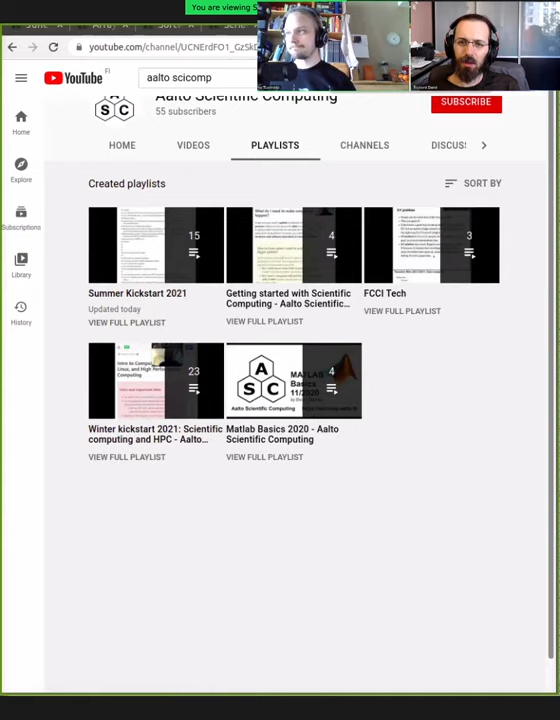 You are viewing S
youtube.com/channel/UCNErdFO1_GzSkD
YouTube
FI
aalto scicomp
Aalto Scientific Computing
55 subscribers
SUBSCRIBE
A
S C
Home
Explore
Subscriptions
Library
History
HOME
VIDEOS
PLAYLISTS
CHANNELS
DISCUS
Created playlists
SORT BY
15
4
3
Summer Kickstart 2021
Getting started with Scientific
Computing - Aalto Scientific...
FCCI Tech
Updated today
VIEW FULL PLAYLIST
VIEW FULL PLAYLIST
VIEW FULL PLAYLIST
23
A
S C
Aalto Scientific Computing
MATLAB
Basics
11/2020
4
Winter kickstart 2021: Scientific
computing and HPC - Aalto...
Matlab Basics 2020 - Aalto
Scientific Computing
VIEW FULL PLAYLIST
VIEW FULL PLAYLIST